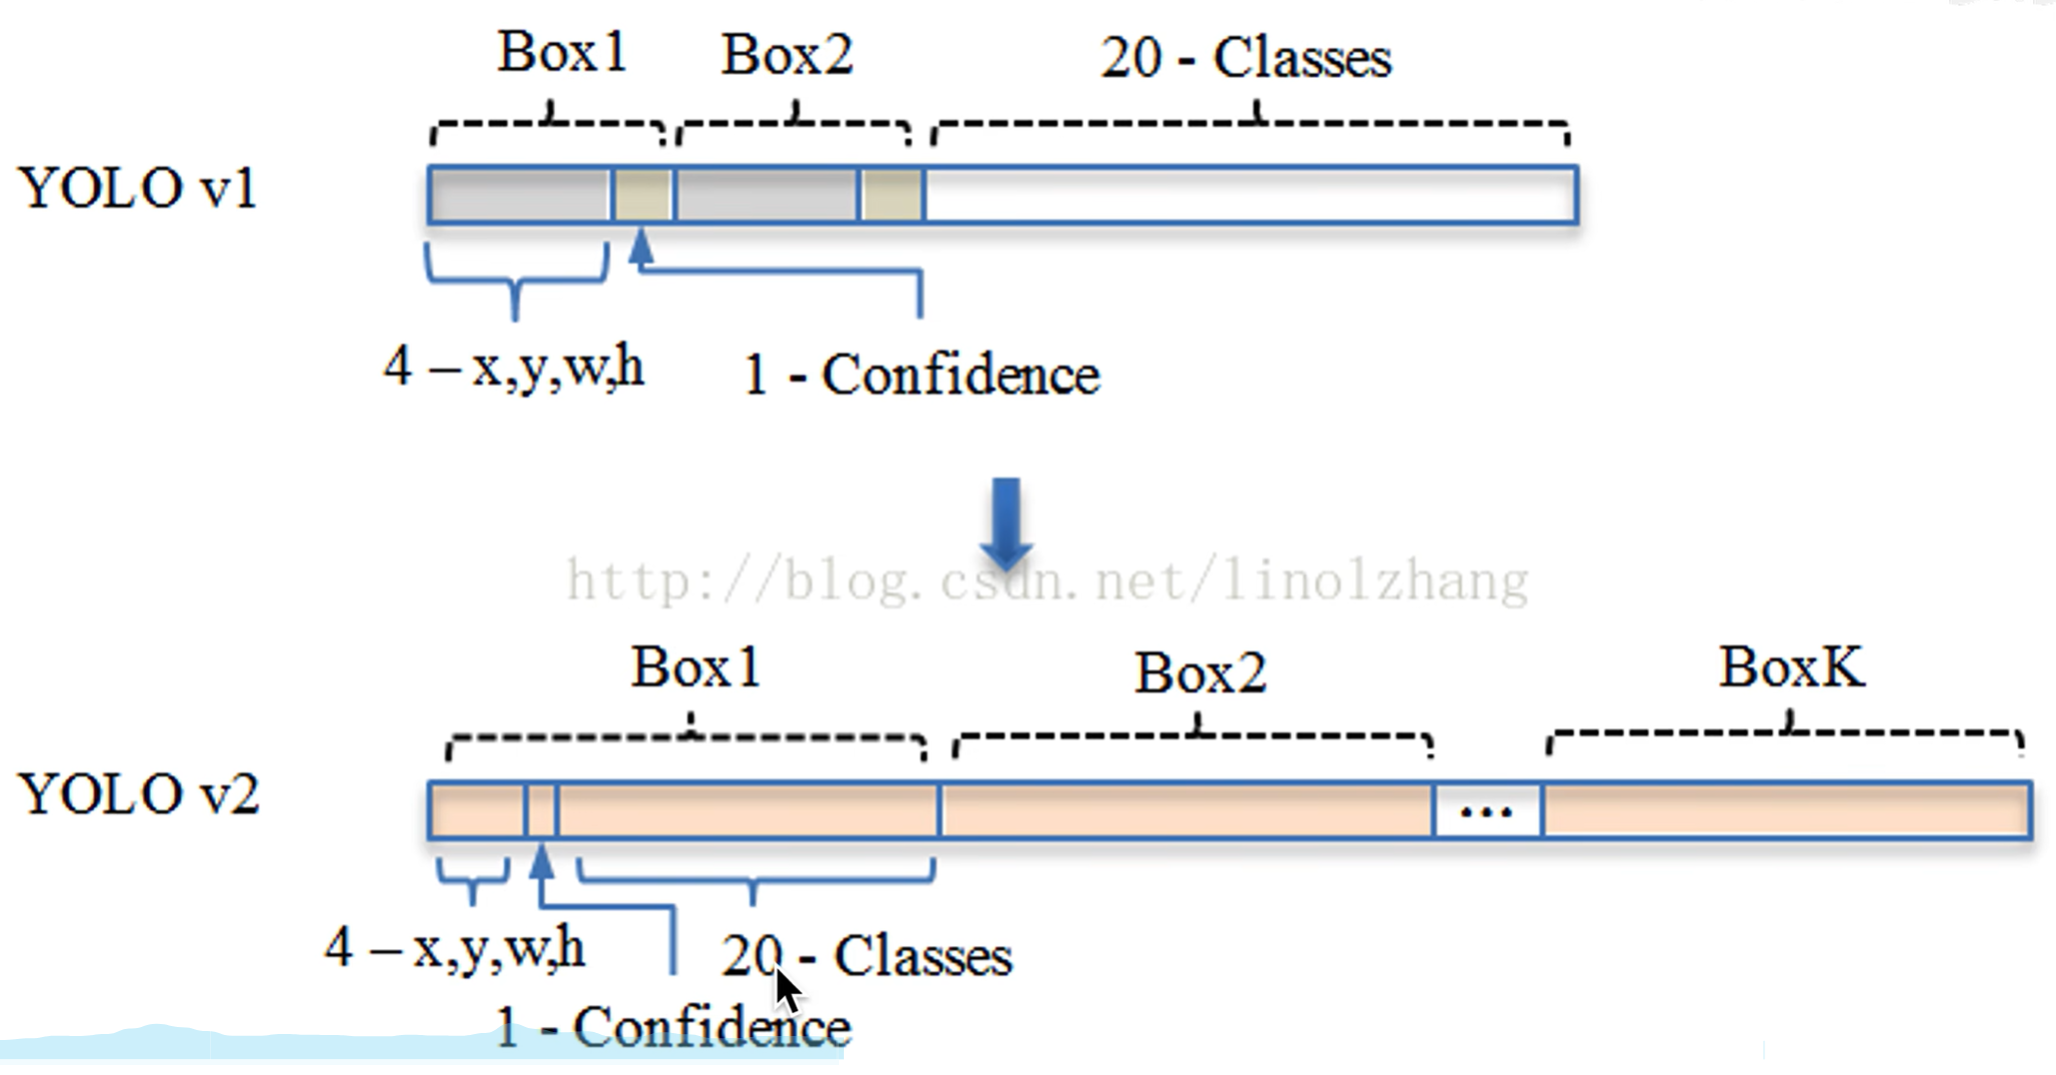 Box1 Box2 20 - Classes
YOLO v1
4 – x,y,w,h 1 - Confidence
http://blog.csdn.net/linolzhang
Box1 Box2 BoxK
YOLO v2
...
4 – x,y,w,h 20 - Classes
1 - Confidence